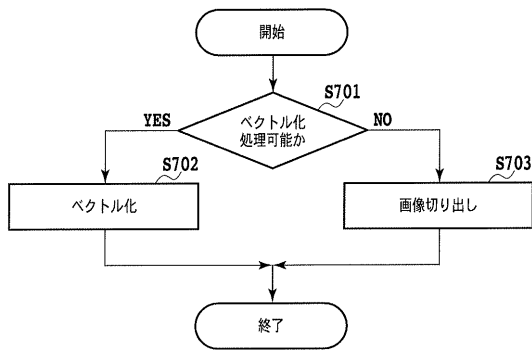 開始
S701
ベクトル化
処理可能か
YES
NO
S702
ベクトル化
S703
画像切り出し
終了